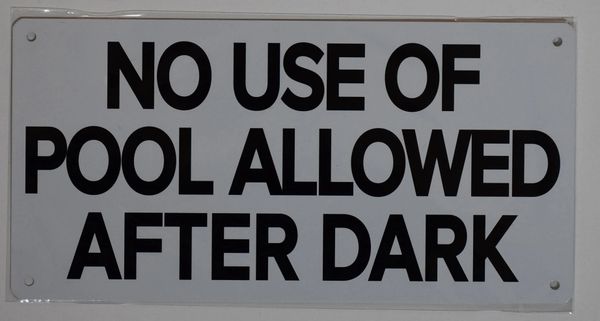 NO USE OF
POOL ALLOWED
AFTER DARK